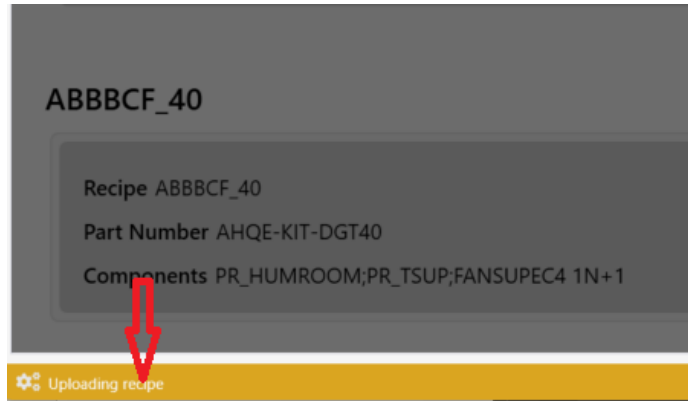 ABBBCF_40
Recipe ABBBCF_40
Part Number AHQE-KIT-DGT40
Components PR_HUMROOM;PR_TSUP;FANSUPEC4 1N+1
Uploading recipe